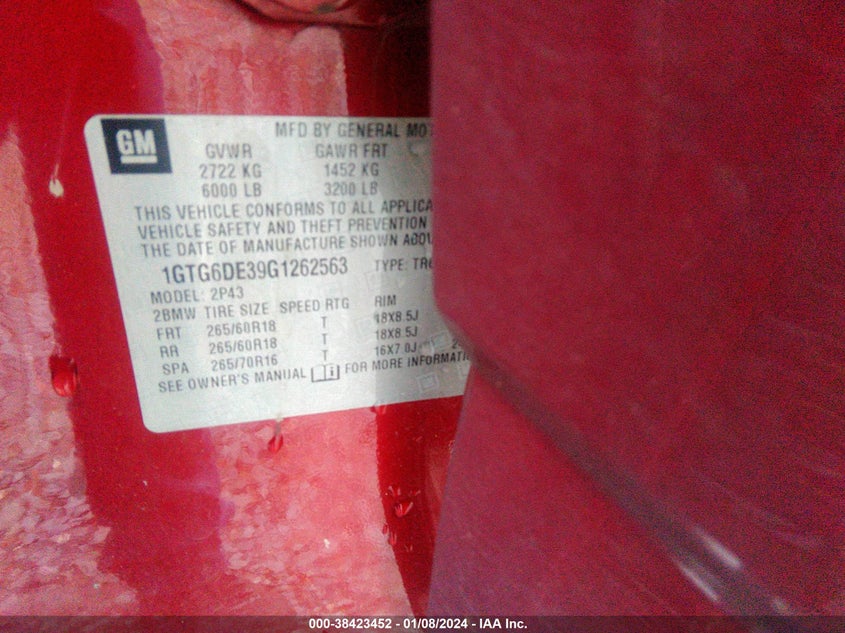 GM
MFD BY GENERAL MO
GVWR GAWR FRT
2722 KG 1452 KG
6000 LB 3200 LB
THIS VEHICLE CONFORMS TO ALL APPLICA
VEHICLE SAFETY AND THEFT PREVENTION
THE DATE OF MANUFACTURE SHOWN ABOV
1GTG6DE39G1262563 TYPE: TR
MODEL: 2P43
2BMW TIRE SIZE SPEED RTG RIM
FRT 265/60R18 T 18X8.5J
RR 265/60R18 T 18X8.5J
SPA 265/70R16 T 16X7.0J
SEE OWNER'S MANUAL FOR MORE INFORMATI
000-38423452 - 01/08/2024 - IAA Inc.